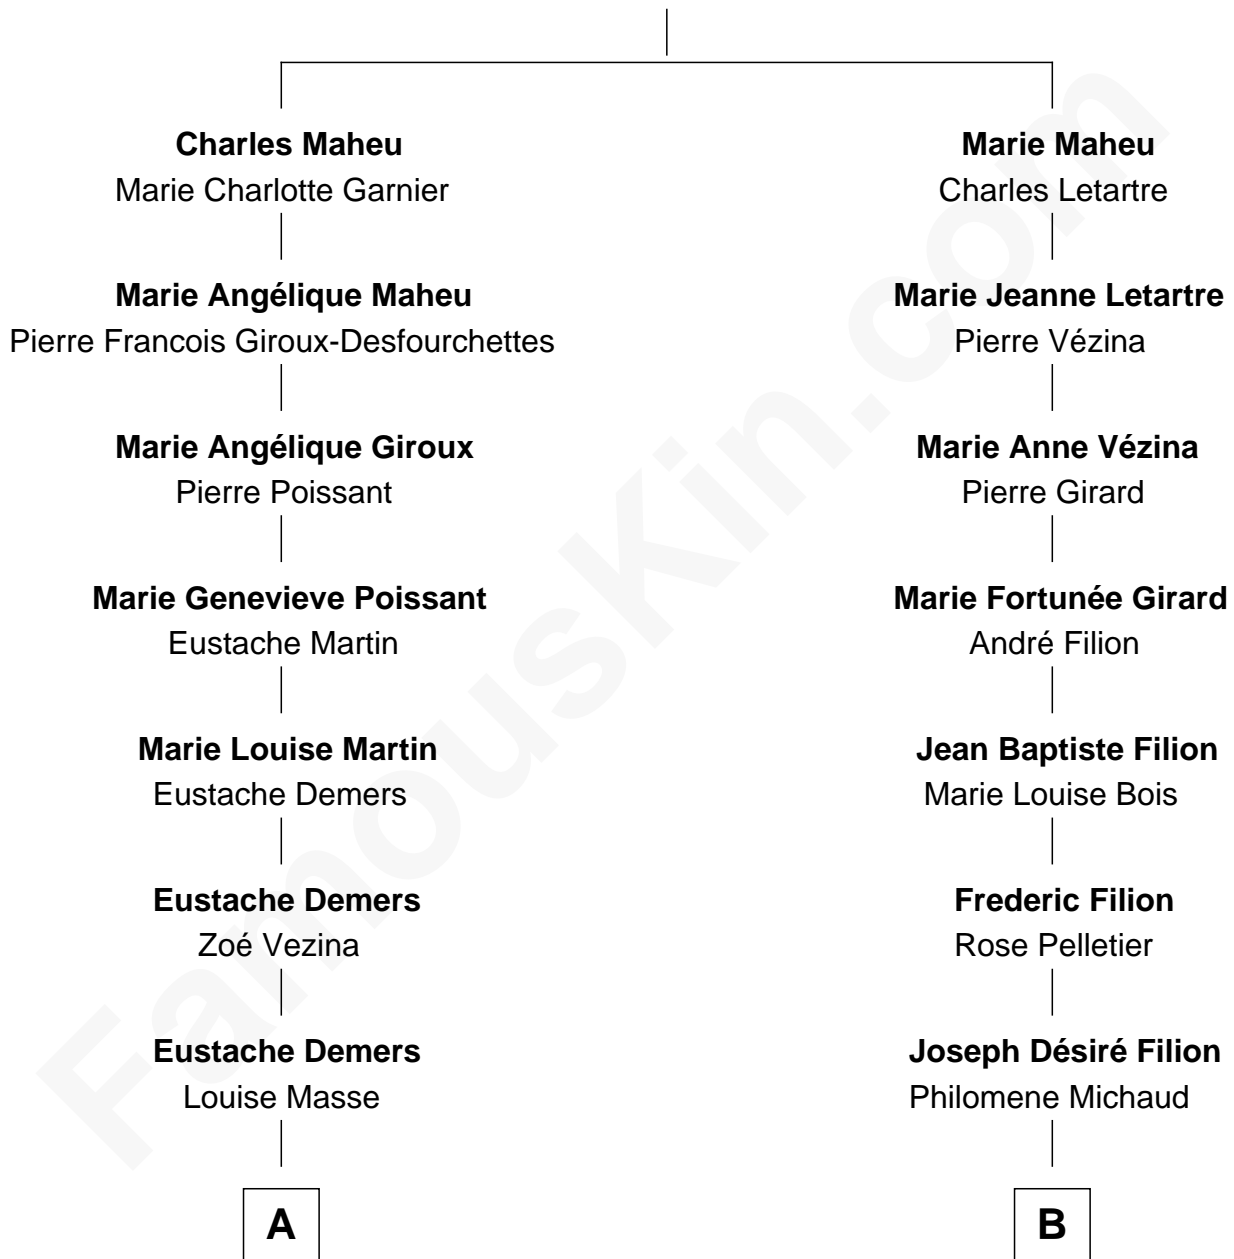 Charles Maheu
Marie Charlotte Garnier
Marie Angélique Maheu
Pierre Francois Giroux-Desfourchettes
Marie Angélique Giroux
Pierre Poissant
Marie Genevieve Poissant
Eustache Martin
Marie Louise Martin
Eustache Demers
Eustache Demers
Zoé Vezina
Eustache Demers
Louise Masse
A
Marie Maheu
Charles Letartre
Marie Jeanne Letartre
Pierre Vézina
Marie Anne Vézina
Pierre Girard
Marie Fortunée Girard
André Filion
Jean Baptiste Filion
Marie Louise Bois
Frederic Filion
Rose Pelletier
Joseph Désiré Filion
Philomene Michaud
B
FamousKin.com